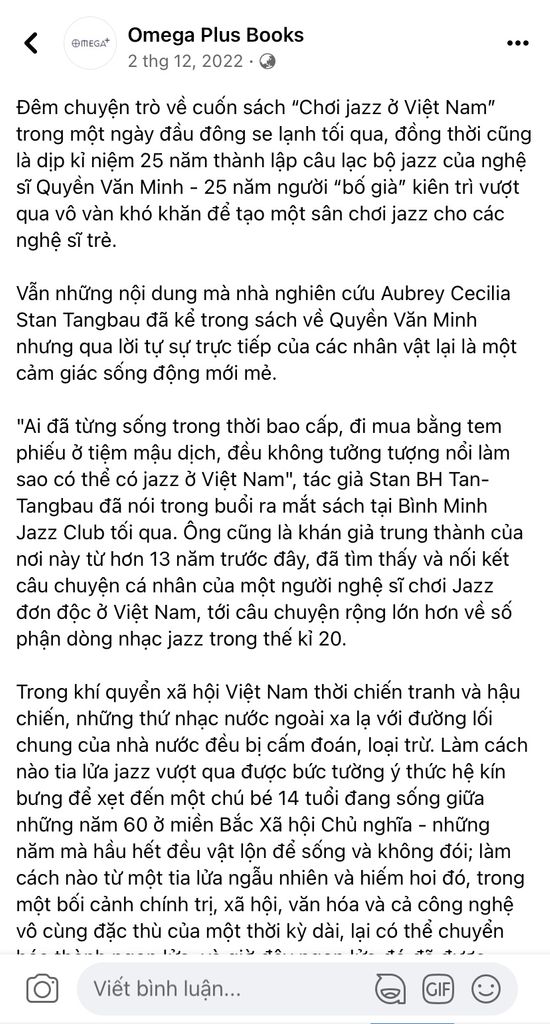 OMEGA+
Omega Plus Books
2 thg 12, 2022 ·
Đêm chuyện trò về cuốn sách “Chơi jazz ở Việt Nam”
trong một ngày đầu đông se lạnh tối qua, đồng thời cũng
là dịp kỉ niệm 25 năm thành lập câu lạc bộ jazz của nghệ
sĩ Quyền Văn Minh - 25 năm người “bố già” kiên trì vượt
qua vô vàn khó khăn để tạo một sân chơi jazz cho các
nghệ sĩ trẻ.
Vẫn những nội dung mà nhà nghiên cứu Aubrey Cecilia
Stan Tangbau đã kể trong sách về Quyền Văn Minh
nhưng qua lời tự sự trực tiếp của các nhân vật lại là một
cảm giác sống động mới mẻ.
"Ai đã từng sống trong thời bao cấp, đi mua bằng tem
phiếu ở tiệm mậu dịch, đều không tưởng tượng nổi làm
sao có thể có jazz ở Việt Nam", tác giả Stan BH Tan-
Tangbau đã nói trong buổi ra mắt sách tại Bình Minh
Jazz Club tối qua. Ông cũng là khán giả trung thành của
nơi này từ hơn 13 năm trước đây, đã tìm thấy và nối kết
câu chuyện cá nhân của một người nghệ sĩ chơi Jazz
đơn độc ở Việt Nam, tới câu chuyện rộng lớn hơn về số
phận dòng nhạc jazz trong thế kỉ 20.
Trong khí quyển xã hội Việt Nam thời chiến tranh và hậu
chiến, những thứ nhạc nước ngoài xa lạ với đường lối
chung của nhà nước đều bị cấm đoán, loại trừ. Làm cách
nào tia lửa jazz vượt qua được bức tường ý thức hệ kín
bưng để xẹt đến một chú bé 14 tuổi đang sống giữa
những năm 60 ở miền Bắc Xã hội Chủ nghĩa - những
năm mà hầu hết đều vật lộn để sống và không đói; làm
cách nào từ một tia lửa ngẫu nhiên và hiếm hoi đó, trong
một bối cảnh chính trị, xã hội, văn hóa và cả công nghệ
vô cùng đặc thù của một thời kỳ dài, lại có thể chuyển
Viết bình luận...
GIF